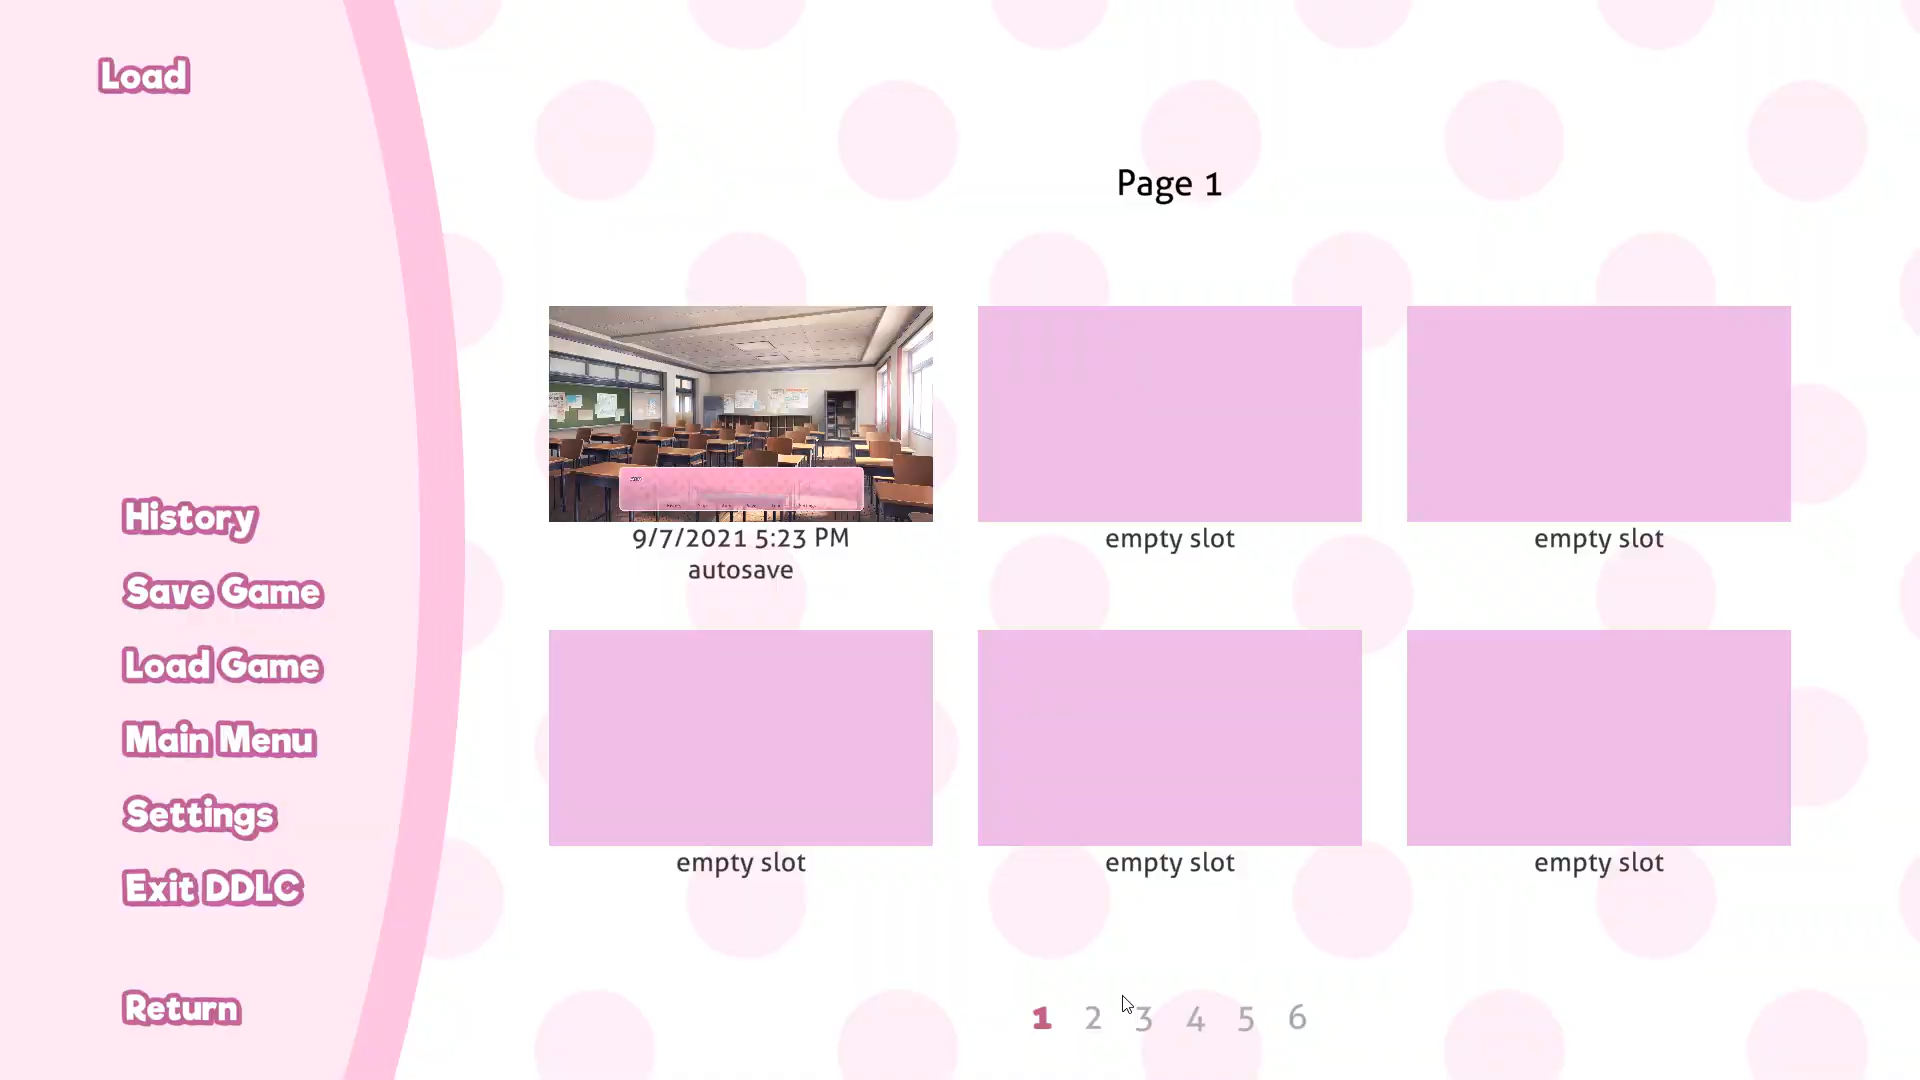 Load
Page 1
9/7/2021 5:23 PM
autosave
empty slot
empty slot
empty slot
empty slot
empty slot
History
Save Game
Load Game
Main Menu
Settings
Exit DDLC
Return
1 2 3 4 5 6